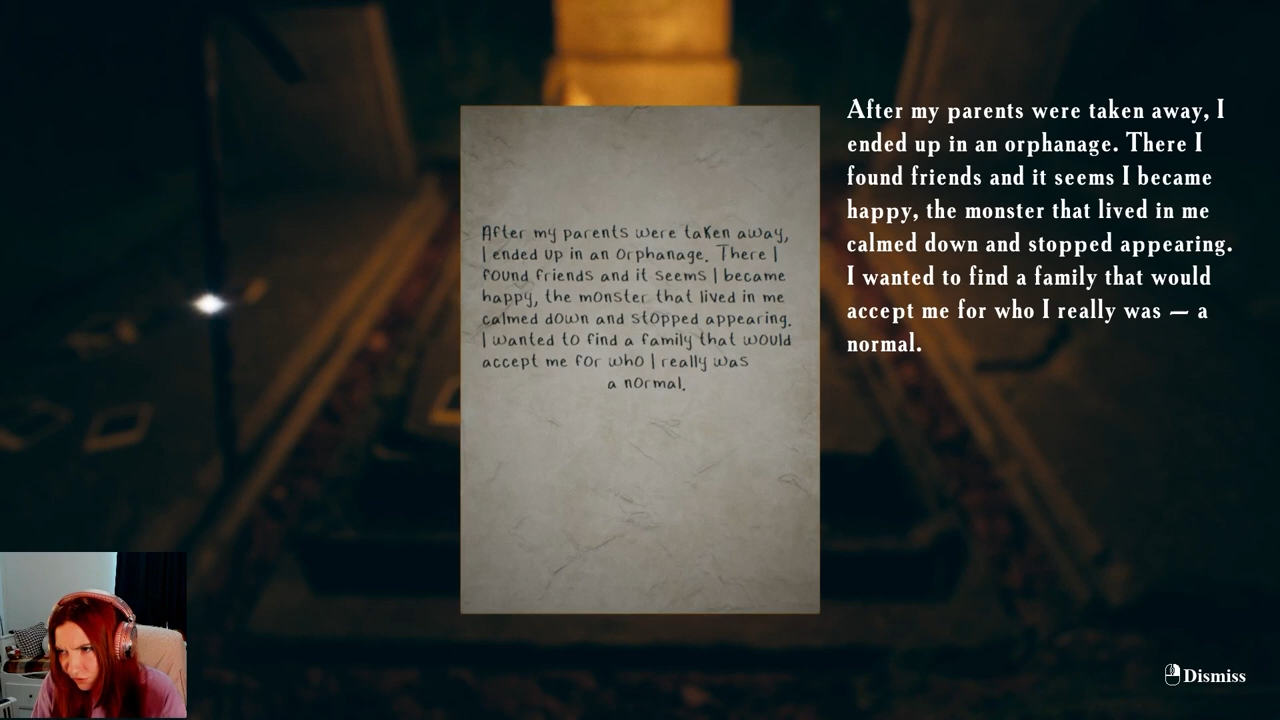 After my parents were taken away,
I ended up in an orphanage. There I
found friends and it seems I became
happy, the monster that lived in me
calmed down and stopped appearing.
I wanted to find a family that would
accept me for who I really was
a normal.
After my parents were taken away, I
ended up in an orphanage. There I
found friends and it seems I became
happy, the monster that lived in me
calmed down and stopped appearing.
I wanted to find a family that would
accept me for who I really was — a
normal.
Dismiss